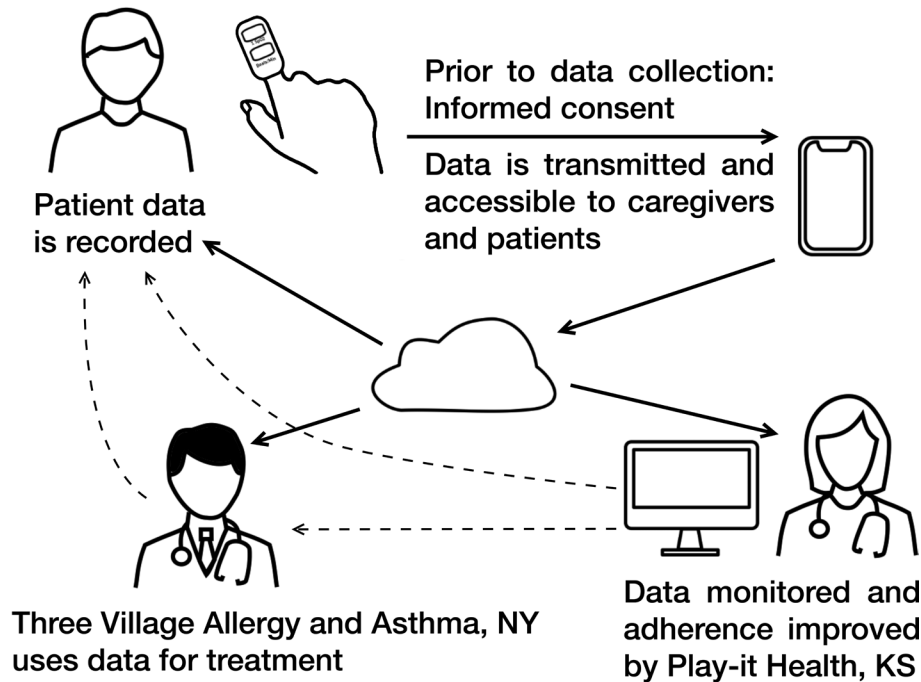 Prior to data collection:
Informed consent
Data is transmitted and
accessible to caregivers
and patients
Patient data
is recorded
Three Village Allergy and Asthma, NY
uses data for treatment
Data monitored and
adherence improved
by Play-it Health, KS